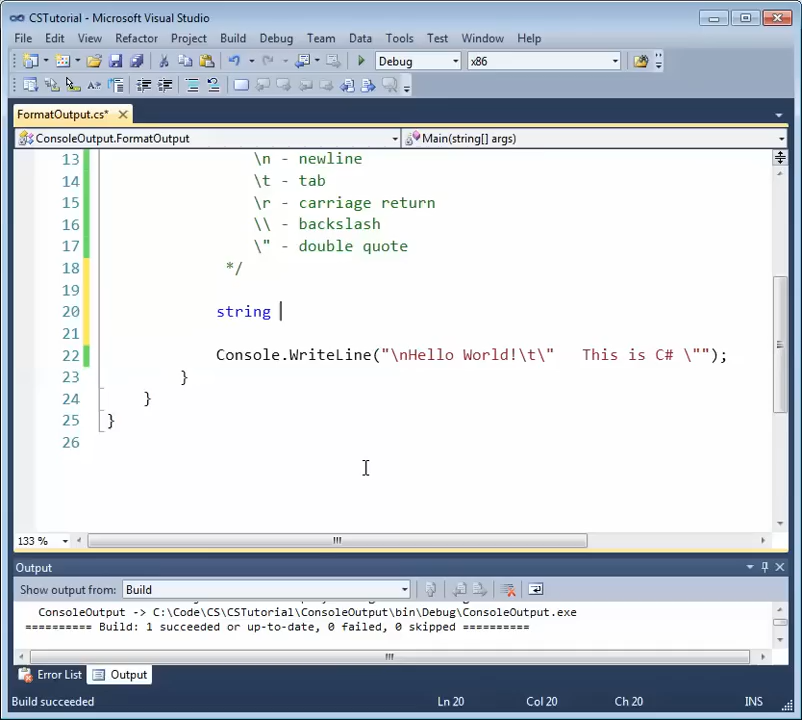 CSTutorial - Microsoft Visual Studio
File Edit View Refactor Project Build Debug Team Data Tools Test Window Help
Debug x86
FormatOutput.cs*
ConsoleOutput.FormatOutput Main(string[] args)
13 \n - newline
14 \t - tab
15 \r - carriage return
16 \\ - backslash
17 \" - double quote
18 */
19
20 string
21
22 Console.WriteLine("\nHello World!\t\"   This is C# \"");
23 }
24 }
25 }
26
133 %
Output
Show output from: Build
ConsoleOutput -> C:\Code\CS\CSTutorial\ConsoleOutput\bin\Debug\ConsoleOutput.exe
========== Build: 1 succeeded or up-to-date, 0 failed, 0 skipped ==========
Error List Output
Build succeeded Ln 20 Col 20 Ch 20 INS